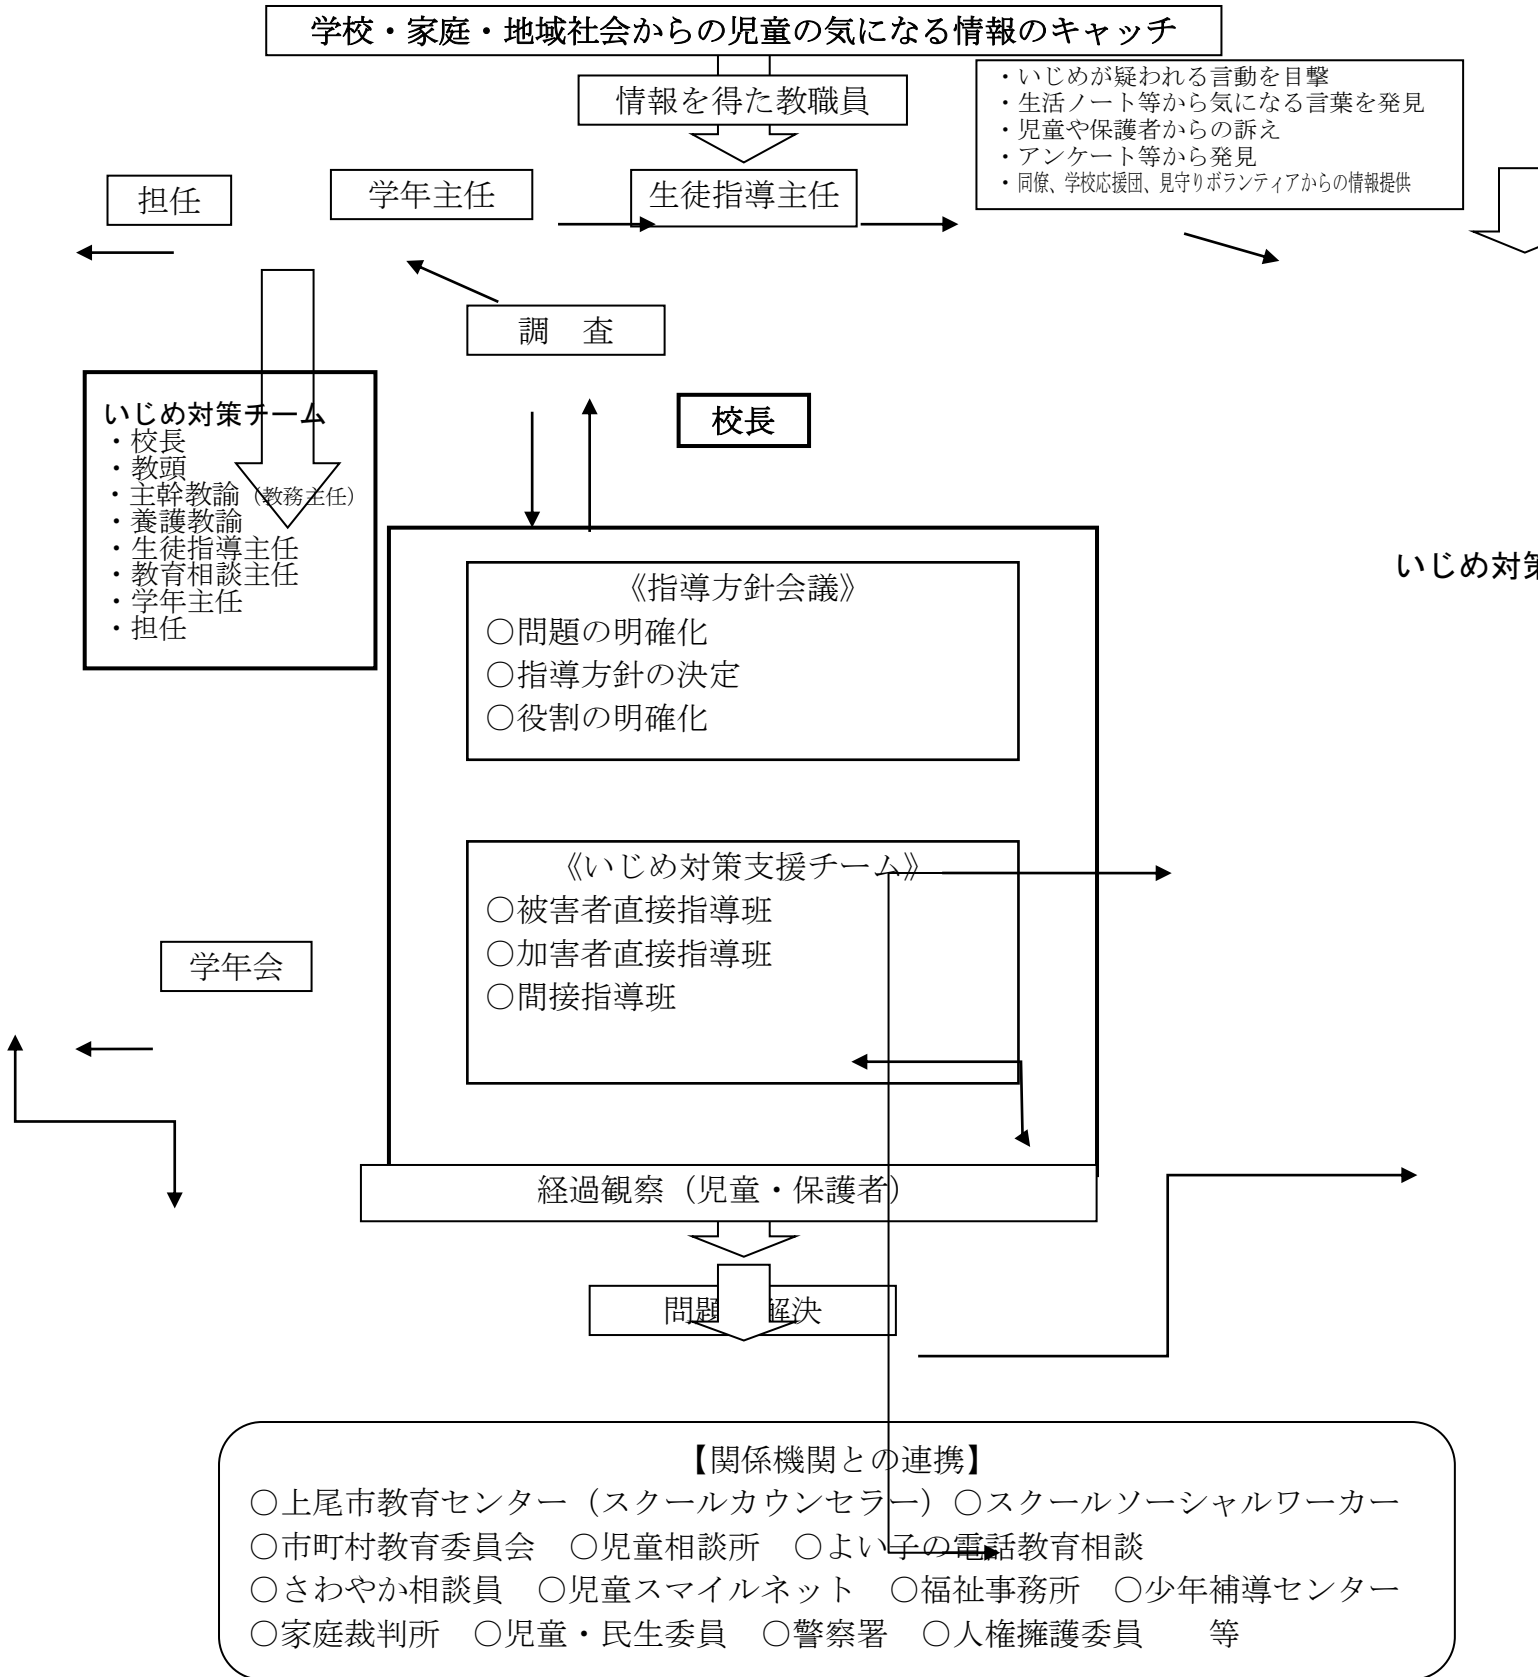 学校・家庭・地域社会からの児童の気になる情報のキャッチ
情報を得た教職員
・いじめが疑われる言動を目撃
・生活ノート等から気になる言葉を発見
・児童や保護者からの訴え
・アンケート等から発見
・同僚、学校応援団、見守りボランティアからの情報提供
担任
学年主任
生徒指導主任
調　査
校長
いじめ対策チーム
・校長
・教頭
・主幹教諭（教務主任）
・養護教諭
・生徒指導主任
・教育相談主任
・学年主任
・担任
いじめ対策
《指導方針会議》
○問題の明確化
○指導方針の決定
○役割の明確化
《いじめ対策支援チーム》
○被害者直接指導班
○加害者直接指導班
○間接指導班
学年会
経過観察（児童・保護者）
問題 解決
【関係機関との連携】
○上尾市教育センター（スクールカウンセラー）○スクールソーシャルワーカー
○市町村教育委員会　○児童相談所　○よい子の電話教育相談
○さわやか相談員　○児童スマイルネット　○福祉事務所　○少年補導センター
○家庭裁判所　○児童・民生委員　○警察署　○人権擁護委員　　等